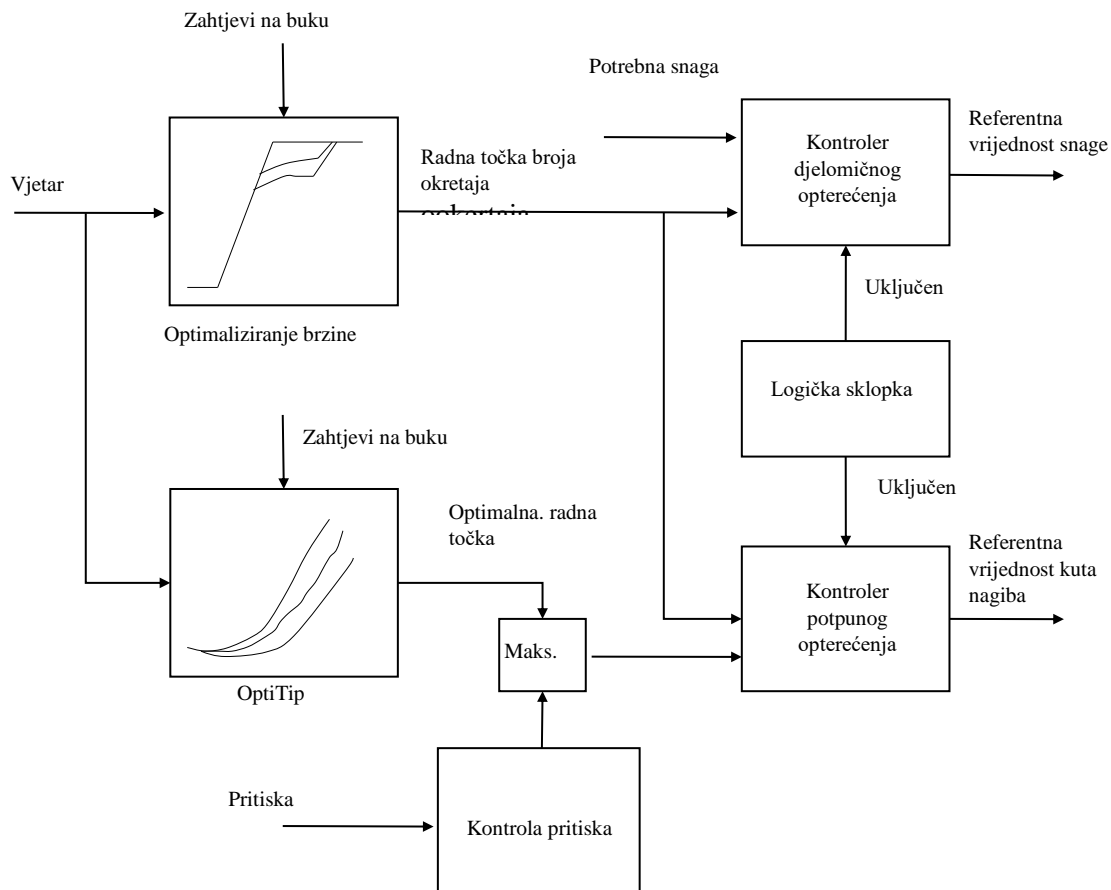 Zahtjevi na buku
Potrebna snaga
Referentna
vrijednost snage
Kontroler
djelomičnog
opterećenja
Radna točka broja
okretaja
Vjetar
Uključen
Optimaliziranje brzine
Logička sklopka
Zahtjevi na buku
Uključen
Optimalna. radna
točka
Referentna
vrijednost kuta
nagiba
Kontroler
potpunog
opterećenja
Maks.
OptiTip
Pritiska
Kontrola pritiska